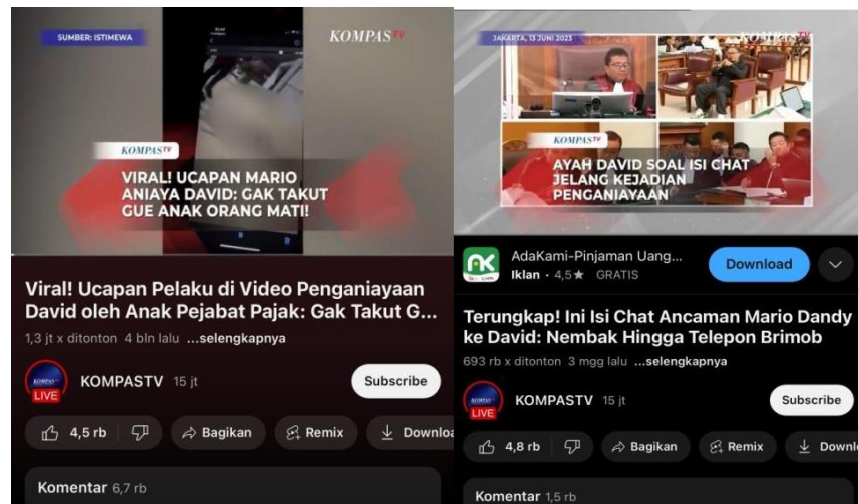 SUMBER: ISTIMEWA
KOMPASTV
KOMPASTV
VIRAL! UCAPAN MARIO
ANIAYA DAVID: GAK TAKUT
GUE ANAK ORANG MATI!
Viral! Ucapan Pelaku di Video Penganiayaan
David oleh Anak Pejabat Pajak: Gak Takut G...
1,3 jt x ditonton 4 bln lalu ...selengkapnya
LIVE
KOMPASTV 15 jt
Subscribe
4,5 rb
Bagikan
Remix
Downloa
Komentar 6,7 rb
JAKARTA, 13 JUNI 2023
KOMPASTV
AYAH DAVID SOAL ISI CHAT
JELANG KEJADIAN
PENGANIAYAAN
AdaKami-Pinjaman Uang...
Iklan · 4,5★ GRATIS
Download
Terungkap! Ini Isi Chat Ancaman Mario Dandy
ke David: Nembak Hingga Telepon Brimob
693 rb x ditonton 3 mgg lalu ...selengkapnya
LIVE
KOMPASTV 15 jt
Subscribe
4,8 rb
Bagikan
Remix
Downl
Komentar 1,5 rb